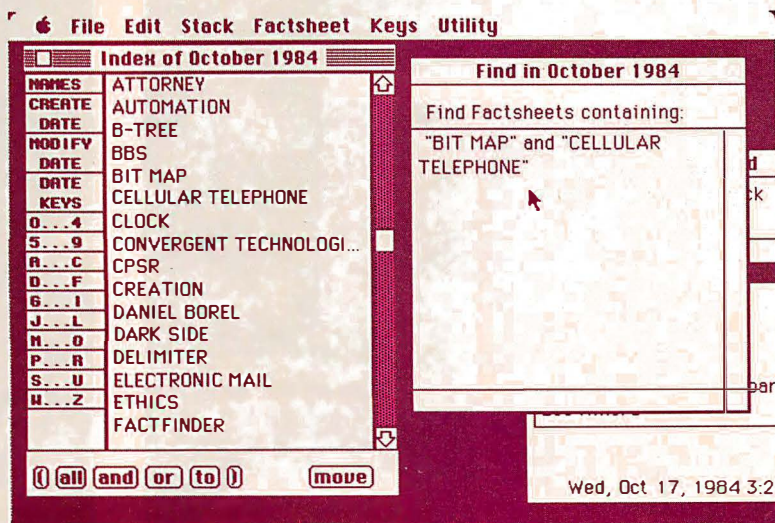 File Edit Stack Factsheet Keys Utility
Index of October 1984
NAMES
CREATE
DATE
MODIFY
DATE
DATE
KEYS
0...4
5...9
A...C
D...F
G...I
J...L
M...O
P...R
S...U
W...Z
ATTORNEY
AUTOMATION
B-TREE
BBS
BIT MAP
CELLULAR TELEPHONE
CLOCK
CONVERGENT TECHNOLOGI...
CPSR
CREATION
DANIEL BOREL
DARK SIDE
DELIMITER
ELECTRONIC MAIL
ETHICS
FACTFINDER
( all and or to ) move
Find in October 1984
Find Factsheets containing:
"BIT MAP" and "CELLULAR
TELEPHONE"
Wed, Oct 17, 1984 3:2